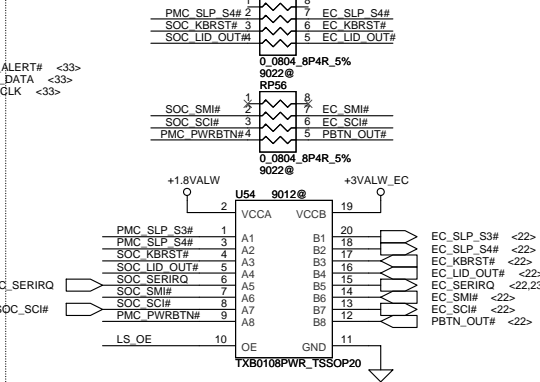 1 8
PMC_SLP_S4# 2 7 EC_SLP_S4#
SOC_KBRST# 3 6 EC_KBRST#
SOC_LID_OUT# 4 5 EC_LID_OUT#
0_0804_8P4R_5%
9022@
ALERT# <33>
DATA <33>
CLK <33>
RP56
1 8
SOC_SMI# 2 7 EC_SMI#
SOC_SCI# 3 6 EC_SCI#
PMC_PWRBTN# 4 5 PBTN_OUT#
0_0804_8P4R_5%
9022@
+1.8VALW +3VALW_EC
U54 9012@
2 VCCA VCCB 19
PMC_SLP_S3# 1 A1 B1 20 EC_SLP_S3# <22>
PMC_SLP_S4# 3 A2 B2 18 EC_SLP_S4# <22>
SOC_KBRST# 4 A3 B3 17 EC_KBRST# <22>
SOC_LID_OUT# 5 A4 B4 16 EC_LID_OUT# <22>
C_SERIRQ SOC_SERIRQ 6 A5 B5 15 EC_SERIRQ <22,23
SOC_SMI# 7 A6 B6 14 EC_SMI# <22>
SOC_SCI# SOC_SCI# 8 A7 B7 13 EC_SCI# <22>
PMC_PWRBTN# 9 A8 B8 12 PBTN_OUT# <22>
LS_OE 10 OE GND 11
TXB0108PWR_TSSOP20